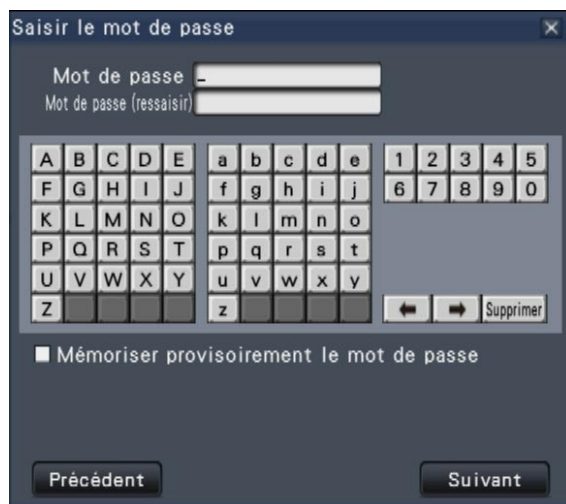 Saisir le mot de passe
Mot de passe _
Mot de passe (ressaisir)
A B C D E a b c d e 1 2 3 4 5
F G H I J f g h i j 6 7 8 9 0
K L M N O k l m n o
P Q R S T p q r s t
U V W X Y u v w x y
Z z ← → Supprimer
Mémoriser provisoirement le mot de passe
Précédent Suivant